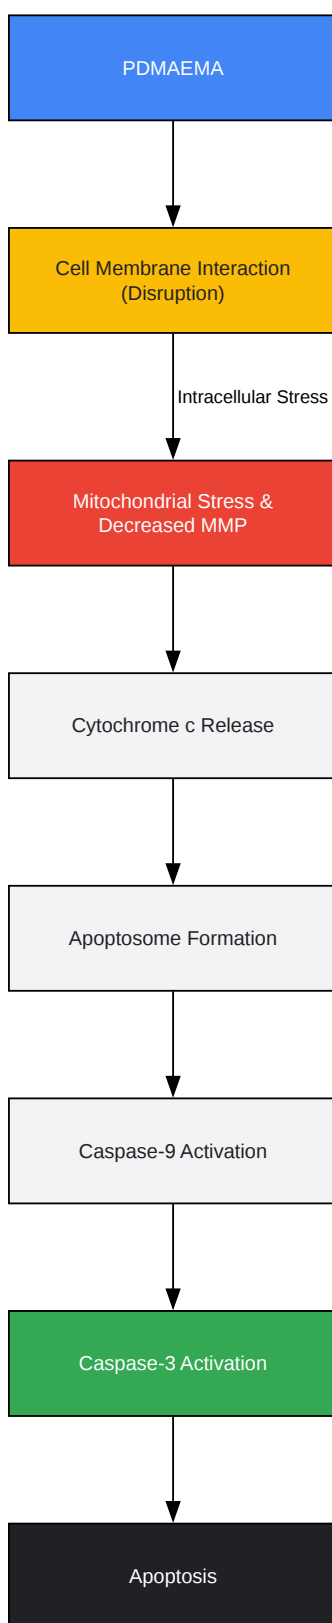 PDMAEMA
Cell Membrane Interaction
(Disruption)
Intracellular Stress
Mitochondrial Stress &
Decreased MMP
Cytochrome c Release
Apoptosome Formation
Caspase-9 Activation
Caspase-3 Activation
Apoptosis